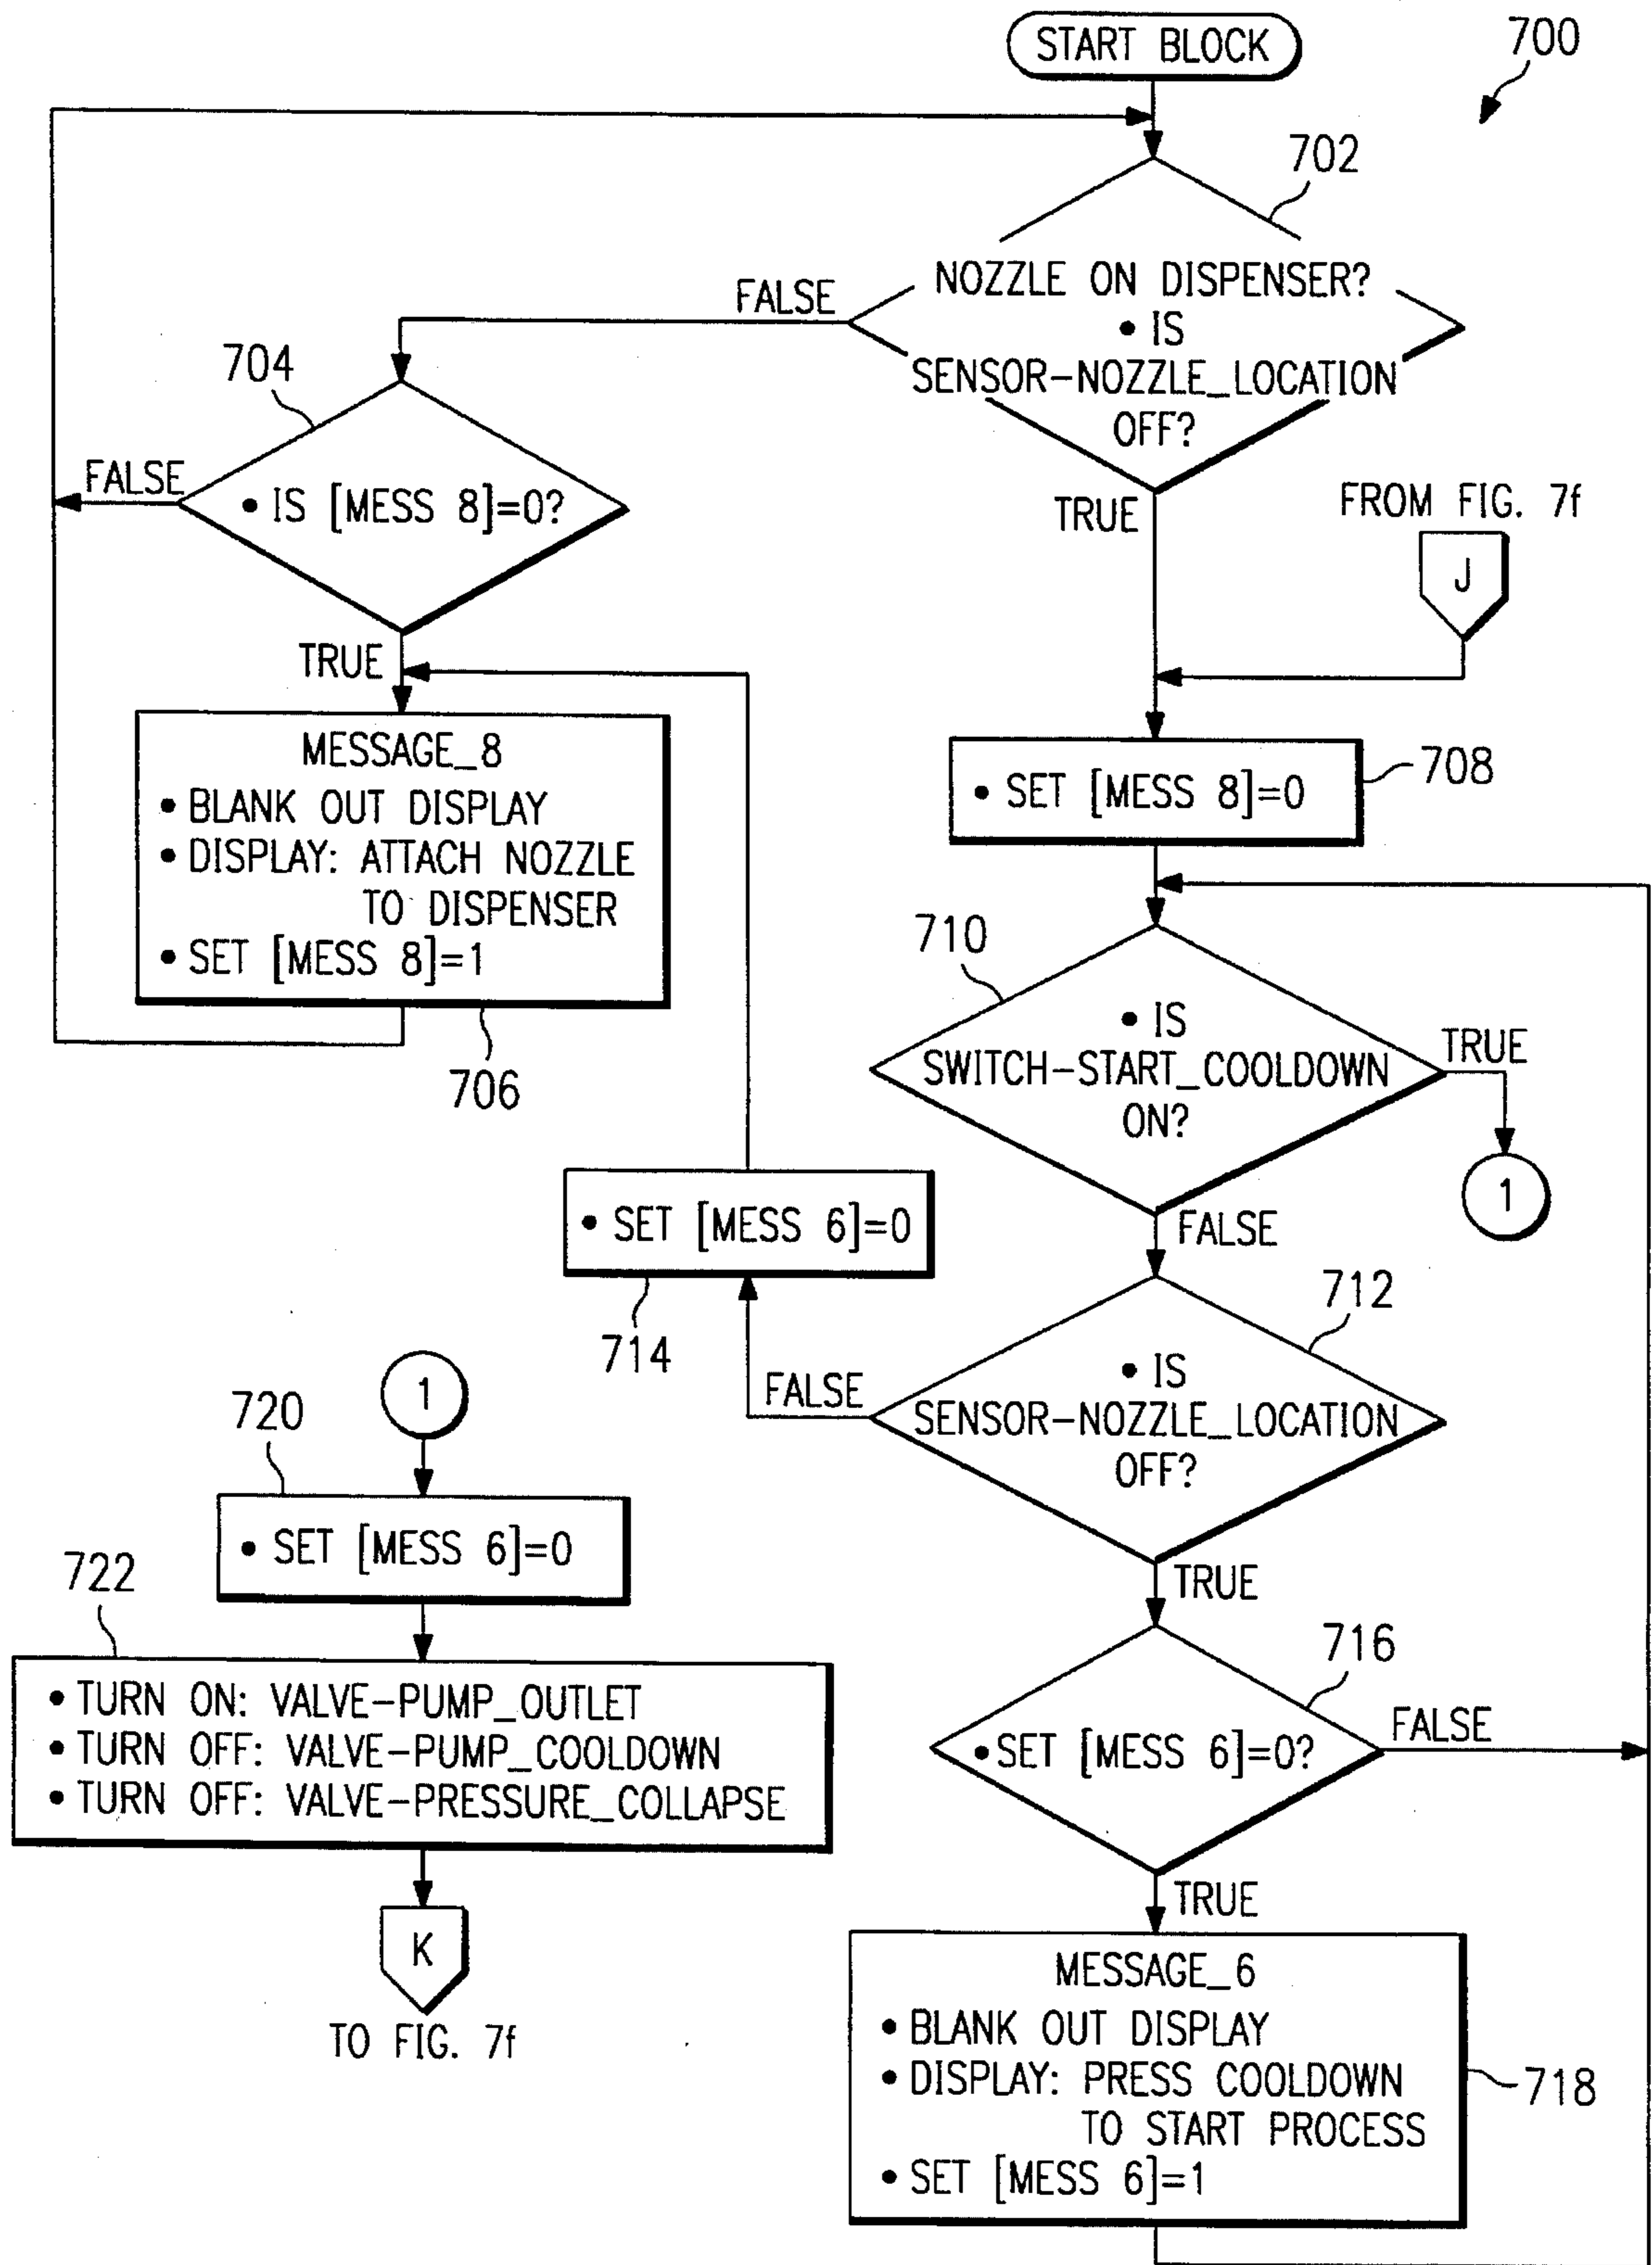 START BLOCK
700
702
NOZZLE ON DISPENSER?
• IS
SENSOR-NOZZLE_LOCATION
OFF?
FALSE
TRUE
704
• IS [MESS 8]=0?
FALSE
TRUE
FROM FIG. 7f
J
MESSAGE_8
• BLANK OUT DISPLAY
• DISPLAY: ATTACH NOZZLE
TO DISPENSER
• SET [MESS 8]=1
706
• SET [MESS 8]=0
708
710
• IS
SWITCH-START_COOLDOWN
ON?
TRUE
1
FALSE
• SET [MESS 6]=0
714
712
• IS
SENSOR-NOZZLE_LOCATION
OFF?
FALSE
TRUE
716
• SET [MESS 6]=0?
FALSE
TRUE
MESSAGE_6
• BLANK OUT DISPLAY
• DISPLAY: PRESS COOLDOWN
TO START PROCESS
• SET [MESS 6]=1
718
1
720
• SET [MESS 6]=0
722
• TURN ON: VALVE-PUMP_OUTLET
• TURN OFF: VALVE-PUMP_COOLDOWN
• TURN OFF: VALVE-PRESSURE_COLLAPSE
K
TO FIG. 7f